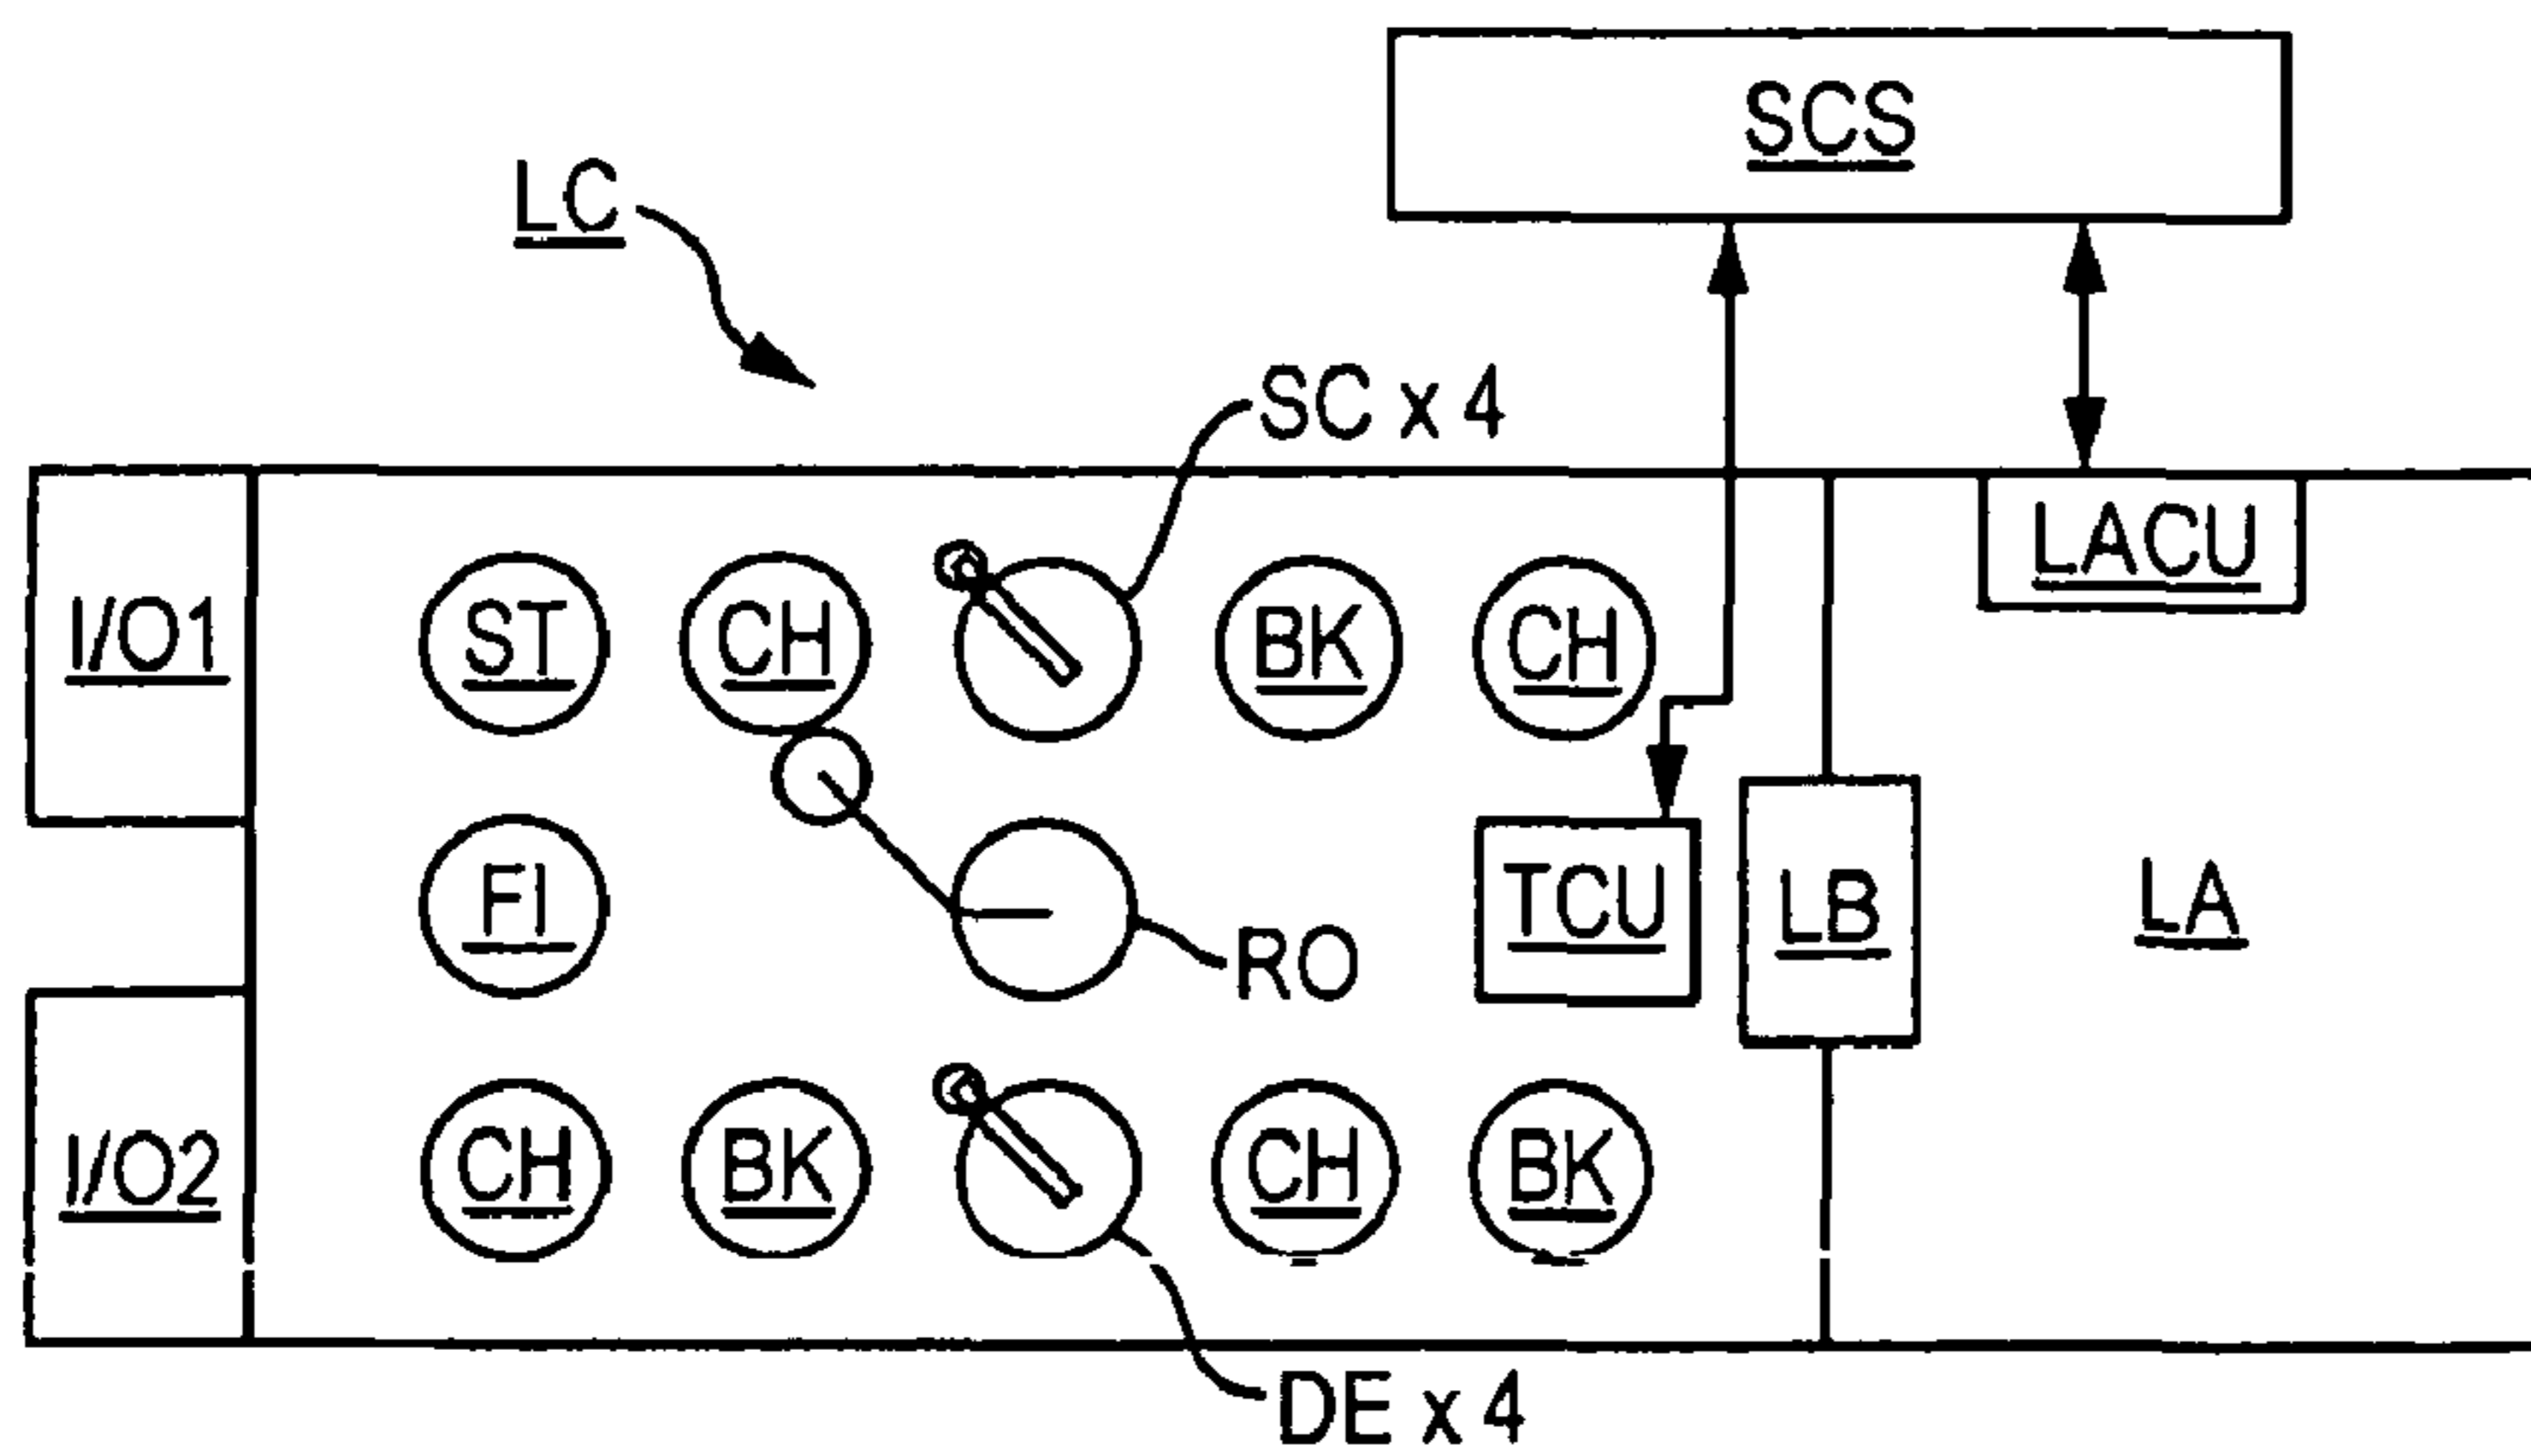 SCS
LC
SC x 4
LACU
I/O1
ST
CH
BK
CH
FI
RO
TCU
LB
LA
I/O2
CH
BK
CH
BK
DE x 4